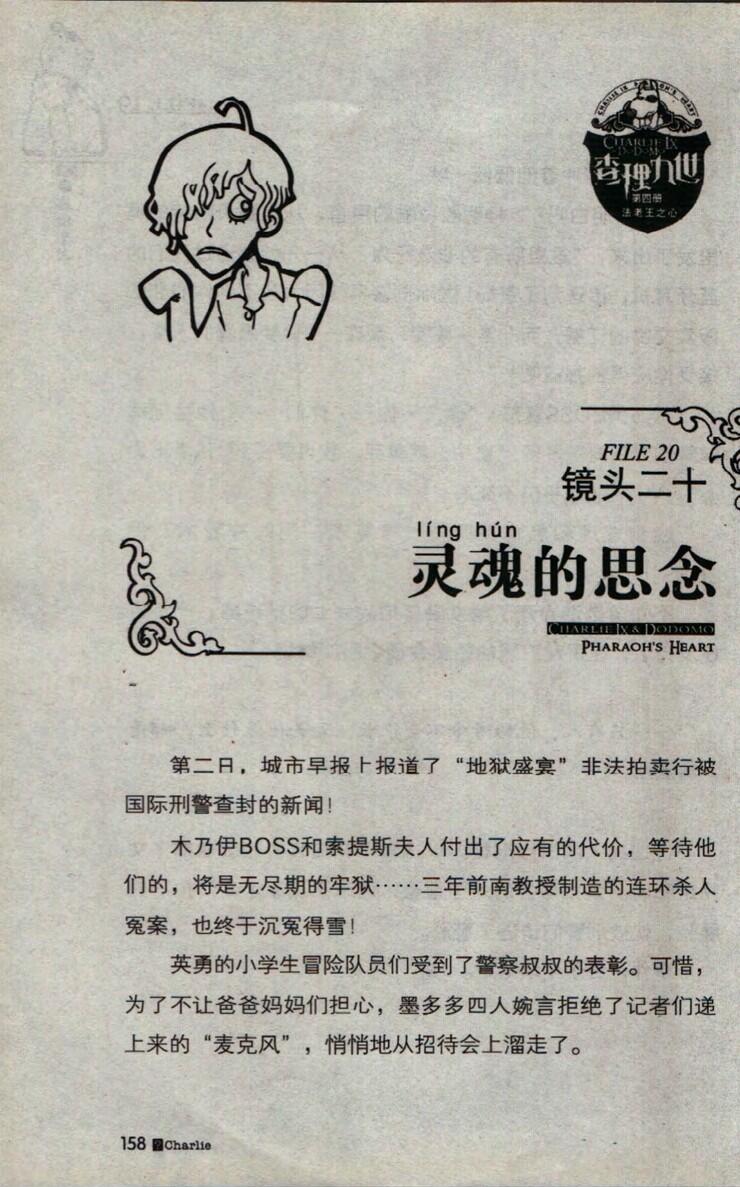 CHARLIE IX
DODOMO
查理九世
第四册
法老王之心
FILE 20
镜头二十
líng hún
灵魂的思念
CHARLIE IX & DODOMO
PHARAOH'S HEART
第二日，城市早报上报道了“地狱盛宴”非法拍卖行被
国际刑警查封的新闻！
木乃伊BOSS和索提斯夫人付出了应有的代价，等待他
们的，将是无尽期的牢狱……三年前南教授制造的连环杀人
冤案，也终于沉冤得雪！
英勇的小学生冒险队员们受到了警察叔叔的表彰。可惜，
为了不让爸爸妈妈们担心，墨多多四人婉言拒绝了记者们递
上来的“麦克风”，悄悄地从招待会上溜走了。
158 Charlie